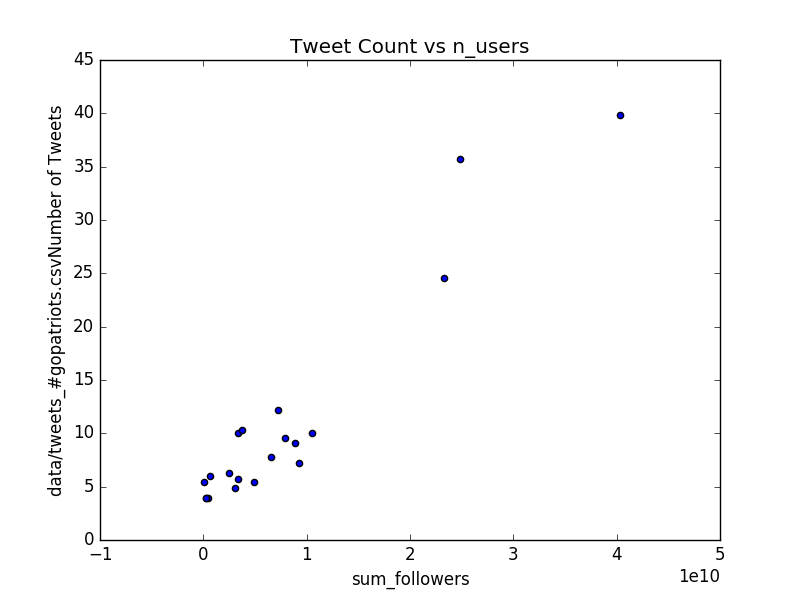 Tweet Count vs n_users
data/tweets_#gopatriots.csvNumber of Tweets
45
40
35
30
25
20
15
10
5
0
−1 0 1 2 3 4 5
1e10
sum_followers